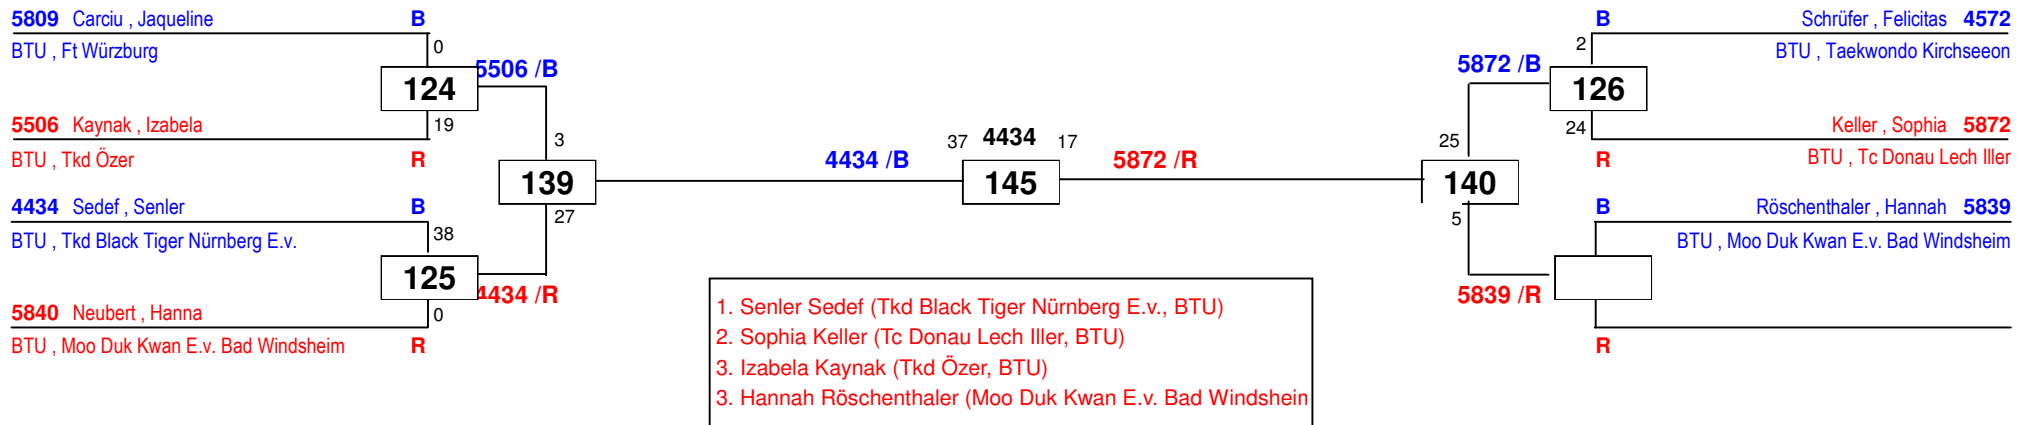 5809 Carciu , Jaqueline B
0
BTU , Ft Würzburg
5506 /B
124
5506 Kaynak , Izabela
19
BTU , Tkd Özer R
3
139
27
4434 Sedef , Senler B
38
BTU , Tkd Black Tiger Nürnberg E.v.
125
4434 /R
5840 Neubert , Hanna
0
BTU , Moo Duk Kwan E.v. Bad Windsheim R
4434 /B
37 4434 17
145
5872 /R
B Schrüfer , Felicitas 4572
2
BTU , Taekwondo Kirchseeon
5872 /B
126
24
Keller , Sophia 5872
R BTU , Tc Donau Lech Iller
25
140
5
B Röschenthaler , Hannah 5839
BTU , Moo Duk Kwan E.v. Bad Windsheim
5839 /R
R
1. Senler Sedef (Tkd Black Tiger Nürnberg E.v., BTU)
2. Sophia Keller (Tc Donau Lech Iller, BTU)
3. Izabela Kaynak (Tkd Özer, BTU)
3. Hannah Röschenthaler (Moo Duk Kwan E.v. Bad Windshein